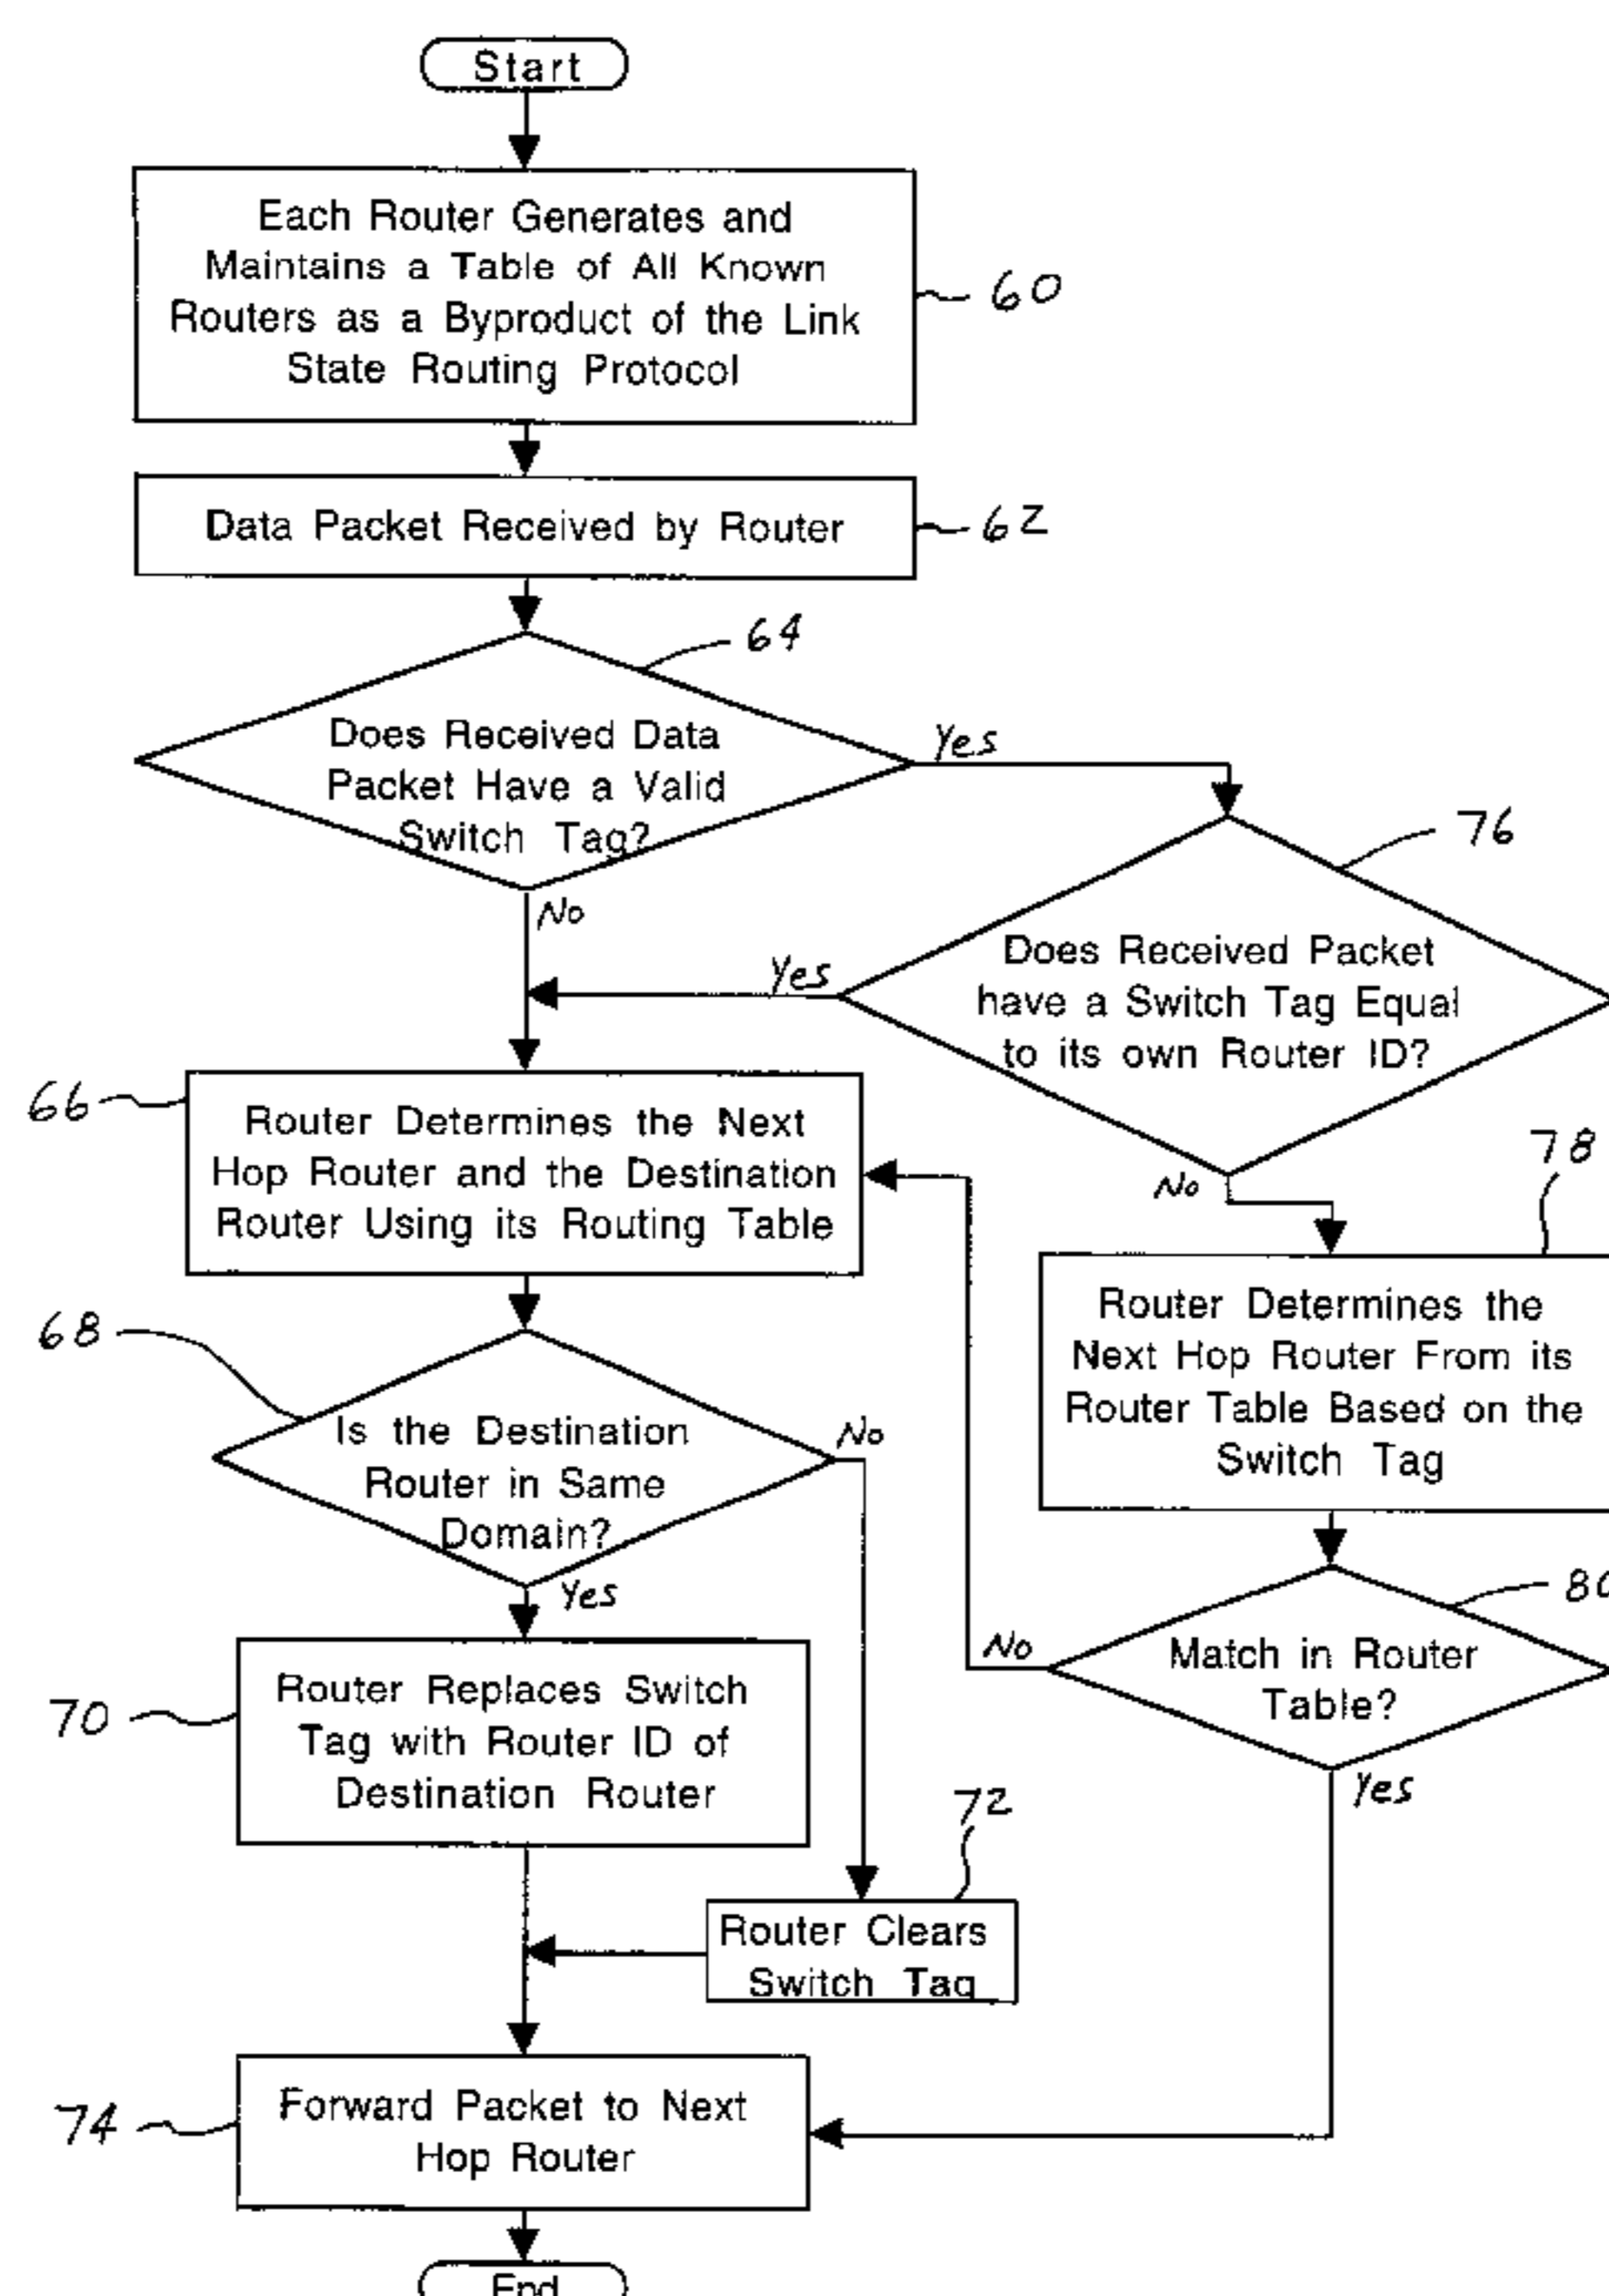 Start
Each Router Generates and
Maintains a Table of All Known
Routers as a Byproduct of the Link
State Routing Protocol
60
Data Packet Received by Router
62
64
Does Received Data
Packet Have a Valid
Switch Tag?
Yes
No
76
Does Received Packet
have a Switch Tag Equal
to its own Router ID?
Yes
No
66
Router Determines the Next
Hop Router and the Destination
Router Using its Routing Table
78
Router Determines the
Next Hop Router From its
Router Table Based on the
Switch Tag
68
Is the Destination
Router in Same
Domain?
No
Yes
80
Match in Router
Table?
No
Yes
70
Router Replaces Switch
Tag with Router ID of
Destination Router
72
Router Clears
Switch Tag
74
Forward Packet to Next
Hop Router
End